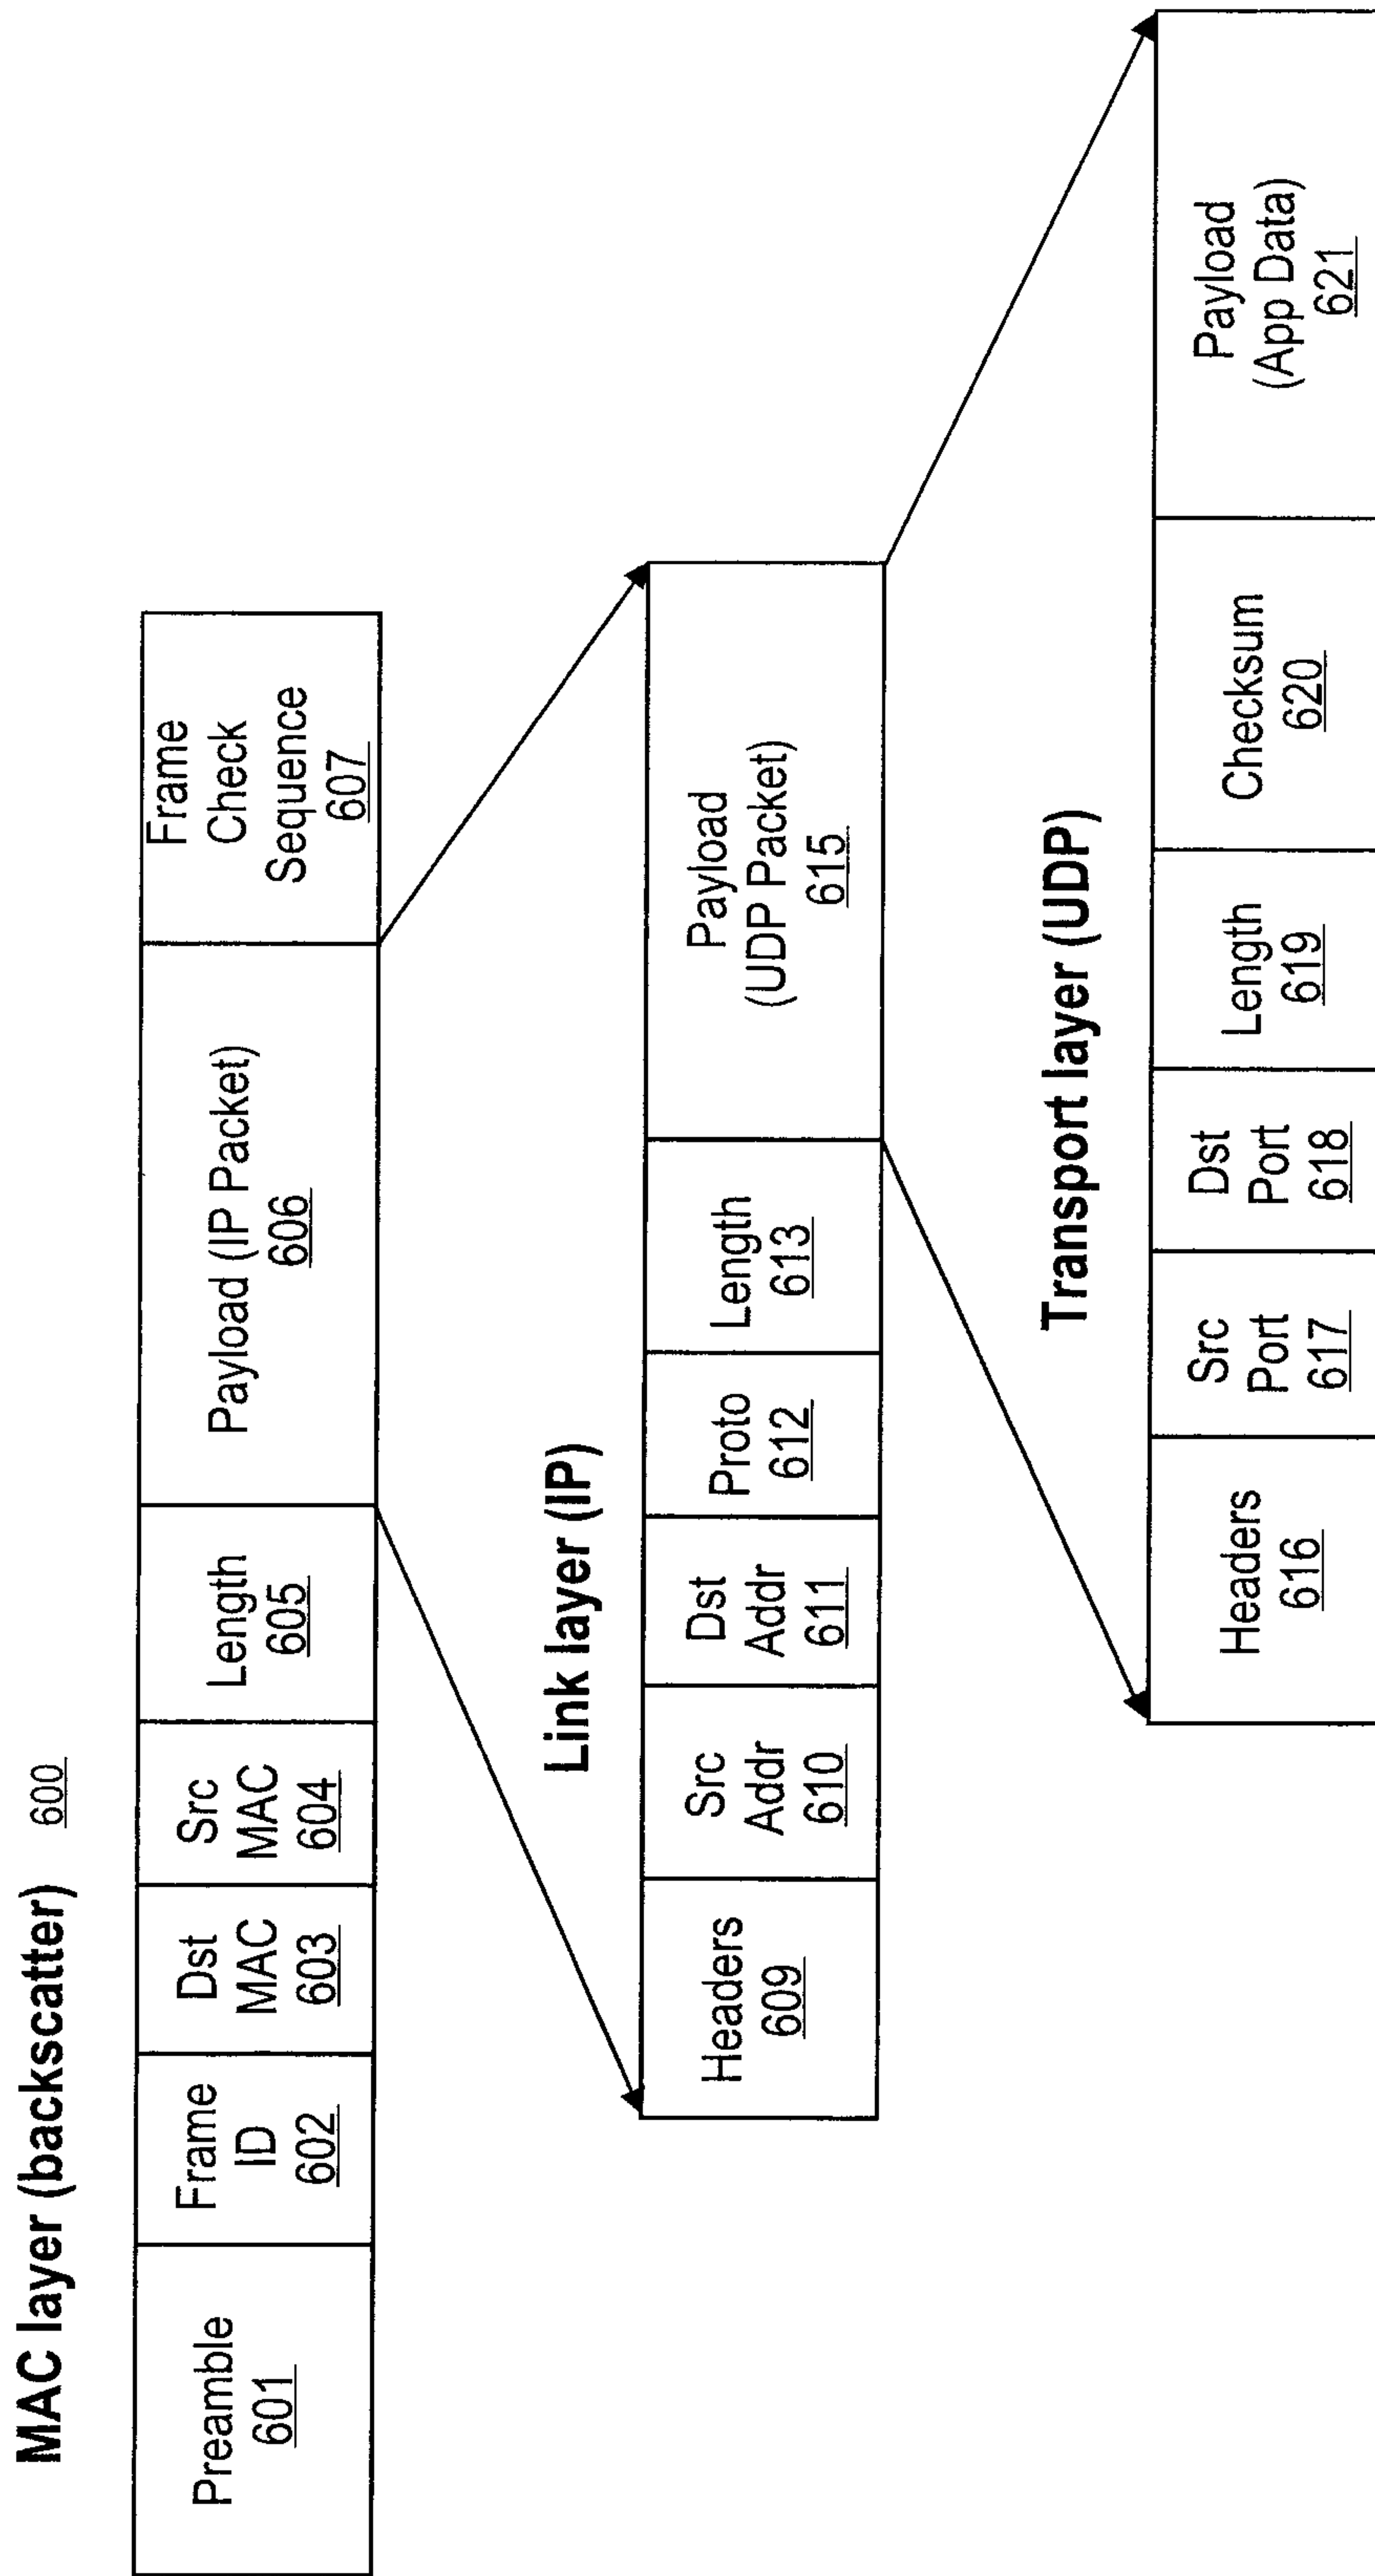 MAC layer (backscatter) 600
Preamble
601
Frame
ID
602
Dst
MAC
603
Src
MAC
604
Length
605
Payload (IP Packet)
606
Frame
Check
Sequence
607
Link layer (IP)
Headers
609
Src
Addr
610
Dst
Addr
611
Proto
612
Length
613
Payload
(UDP Packet)
615
Transport layer (UDP)
Headers
616
Src
Port
617
Dst
Port
618
Length
619
Checksum
620
Payload
(App Data)
621